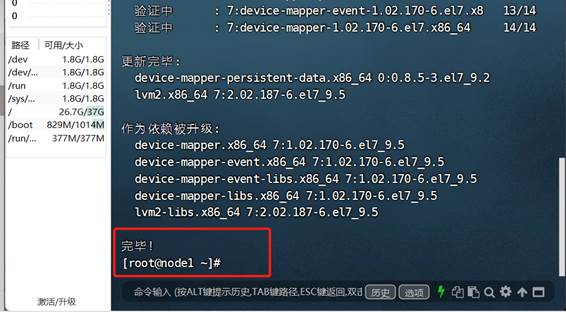 0
0
路径 可用/大小
/dev 1.8G/1.8G
/dev/... 1.8G/1.8G
/run 1.8G/1.8G
/sys/... 1.8G/1.8G
/ 26.7G/37G
/boot 829M/1014M
/run/... 377M/377M
激活/升级
验证中 : 7:device-mapper-event-1.02.170-6.el7.x8 13/14
验证中 : 7:device-mapper-1.02.170-6.el7.x86_64 14/14
更新完毕:
device-mapper-persistent-data.x86_64 0:0.8.5-3.el7_9.2
lvm2.x86_64 7:2.02.187-6.el7_9.5
作为依赖被升级:
device-mapper.x86_64 7:1.02.170-6.el7_9.5
device-mapper-event.x86_64 7:1.02.170-6.el7_9.5
device-mapper-event-libs.x86_64 7:1.02.170-6.el7_9.5
device-mapper-libs.x86_64 7:1.02.170-6.el7_9.5
lvm2-libs.x86_64 7:2.02.187-6.el7_9.5
完毕!
[root@node1 ~]#
命令输入 (按ALT键提示历史,TAB键路径,ESC键返回,双击 历史 选项